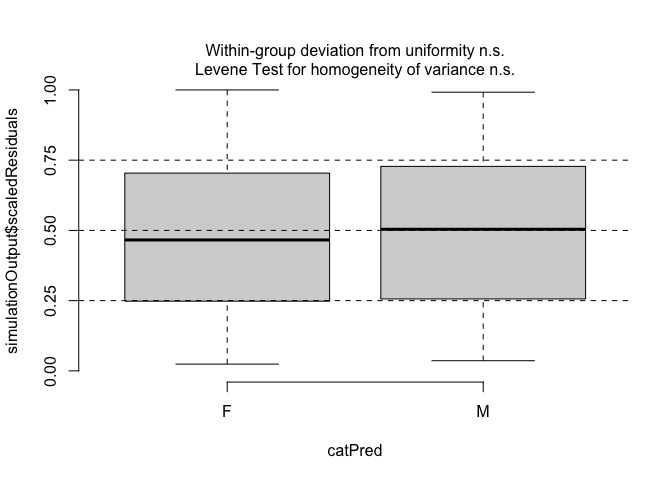 Within-group deviation from uniformity n.s.
Levene Test for homogeneity of variance n.s.
simulationOutput$scaledResiduals
1.00
0.75
0.50
0.25
0.00
F
M
catPred